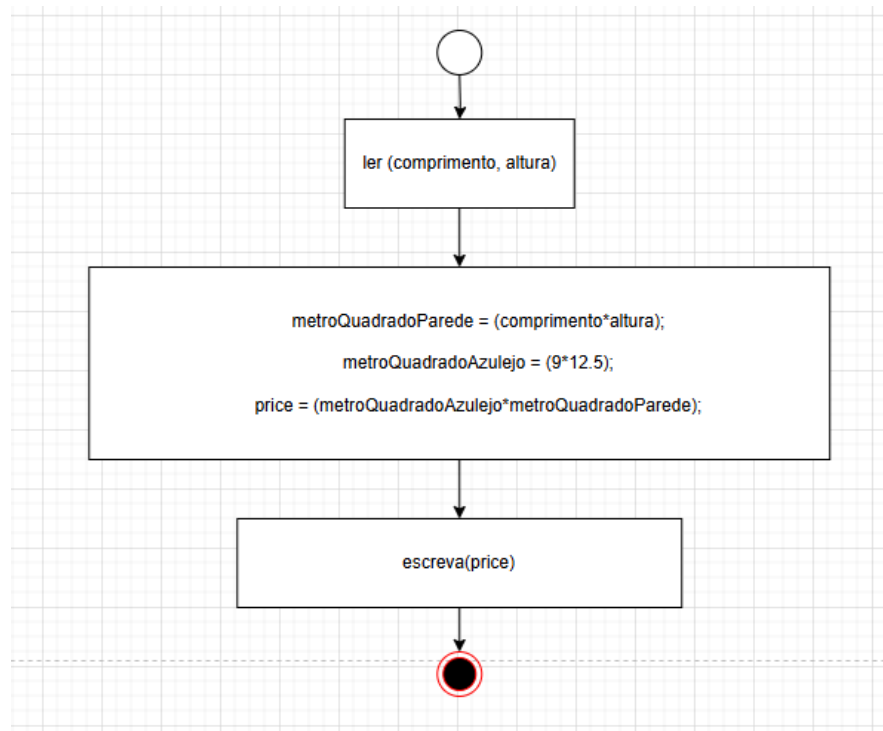 ler (comprimento, altura)
metroQuadradoParede = (comprimento*altura);
metroQuadradoAzulejo = (9*12.5);
price = (metroQuadradoAzulejo*metroQuadradoParede);
escreva(price)